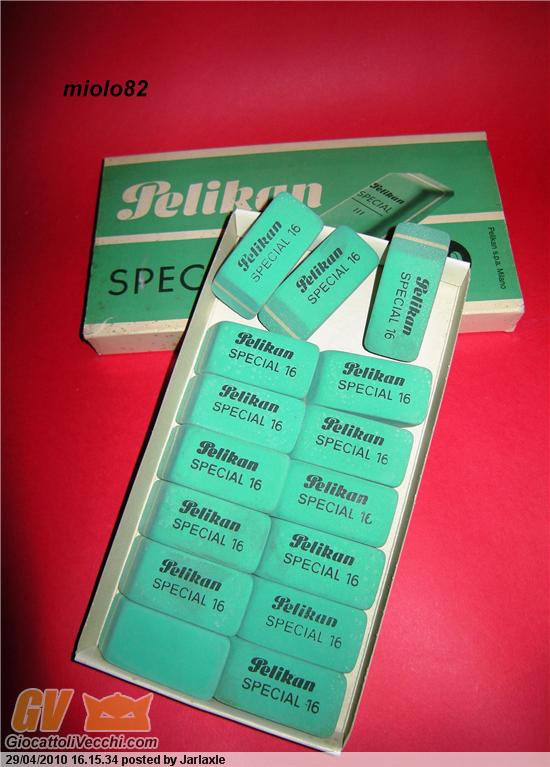 miolo82
Pelikan
SPEC
Pelikan
SPECIAL
III
Pelikan s.p.a. Milano
Pelikan
SPECIAL 16
Pelikan
SPECIAL 16
Pelikan
SPECIAL 16
Pelikan
SPECIAL 16
Pelikan
SPECIAL 16
Pelikan
SPECIAL 16
Pelikan
SPECIAL 16
Pelikan
SPECIAL 16
Pelikan
SPECIAL 16
Pelikan
SPECIAL 16
Pelikan
SPECIAL 16
Pelikan
SPECIAL 16
Pelikan
SPECIAL 16
Pelikan
SPECIAL 16
GV
GiocattoliVecchi.com
29/04/2010 16.15.34 posted by Jarlaxle